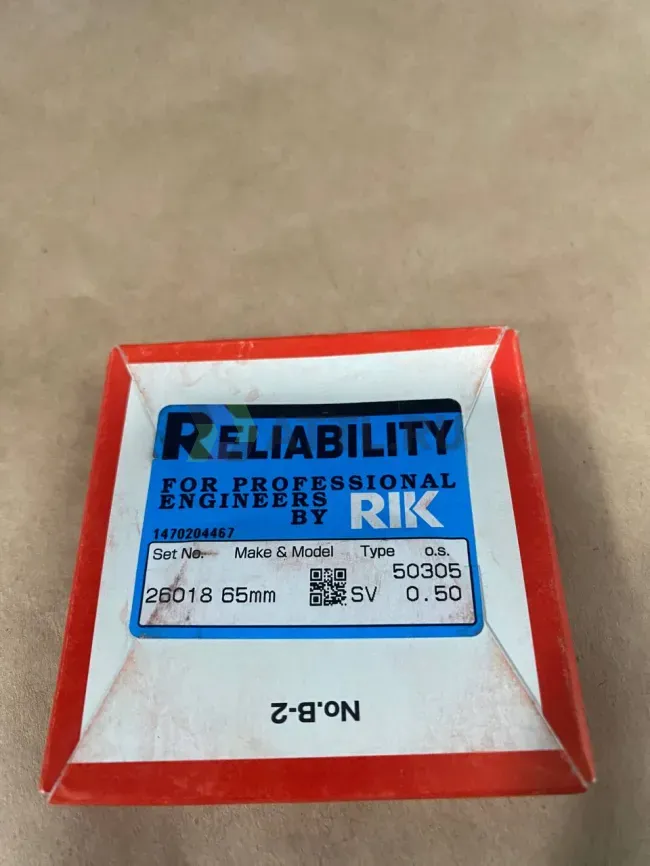 RELIABILITY
FOR PROFESSIONAL
ENGINEERS
BY RIK
1470204467
Set No. Make & Model Type o.s.
50305
26018 65mm SV 0.50
No.B-2